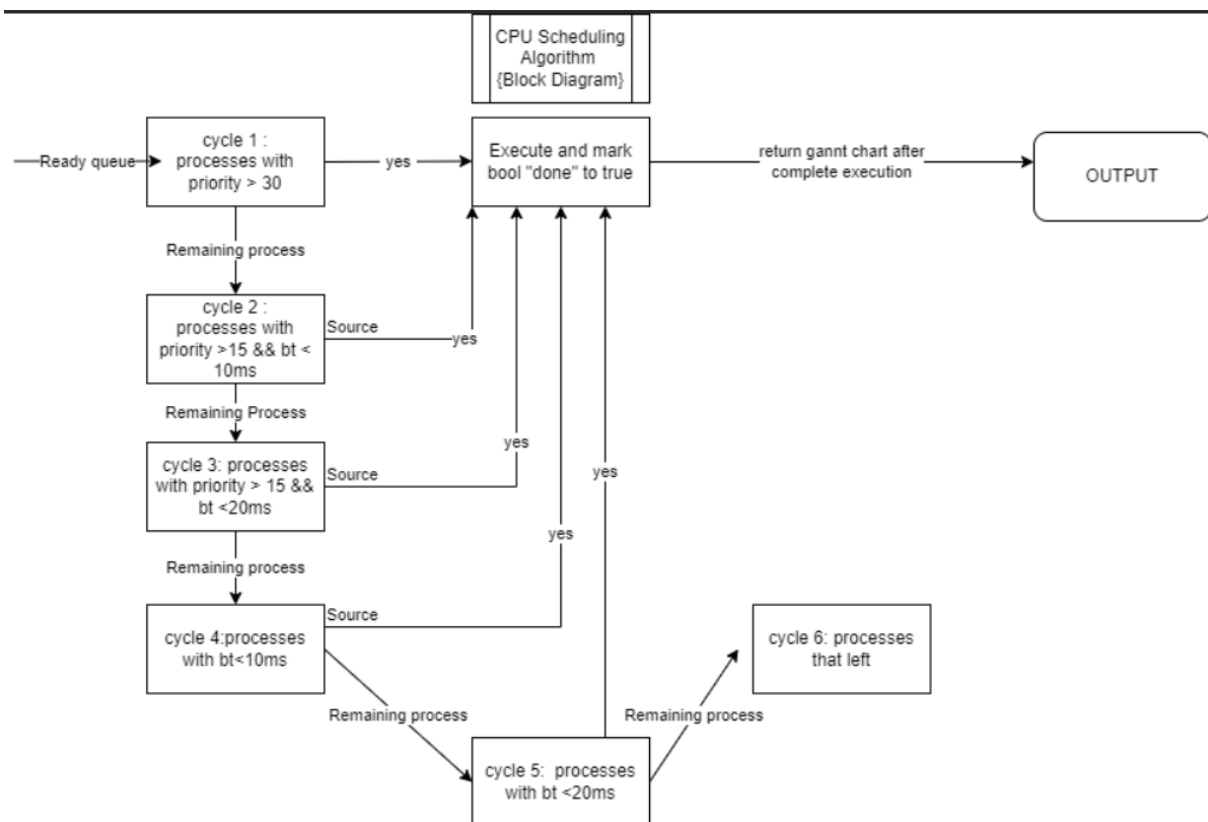 CPU Scheduling
Algorithm
{Block Diagram}
Ready queue
cycle 1 :
processes with
priority > 30
yes
Execute and mark
bool "done" to true
return gannt chart after
complete execution
OUTPUT
Remaining process
cycle 2 :
processes with
priority >15 && bt <
10ms
Source
yes
Remaining Process
cycle 3: processes
with priority > 15 &&
bt <20ms
Source
yes
yes
Remaining process
cycle 4:processes
with bt<10ms
Source
yes
cycle 6: processes
that left
Remaining process
Remaining process
cycle 5:  processes
with bt <20ms